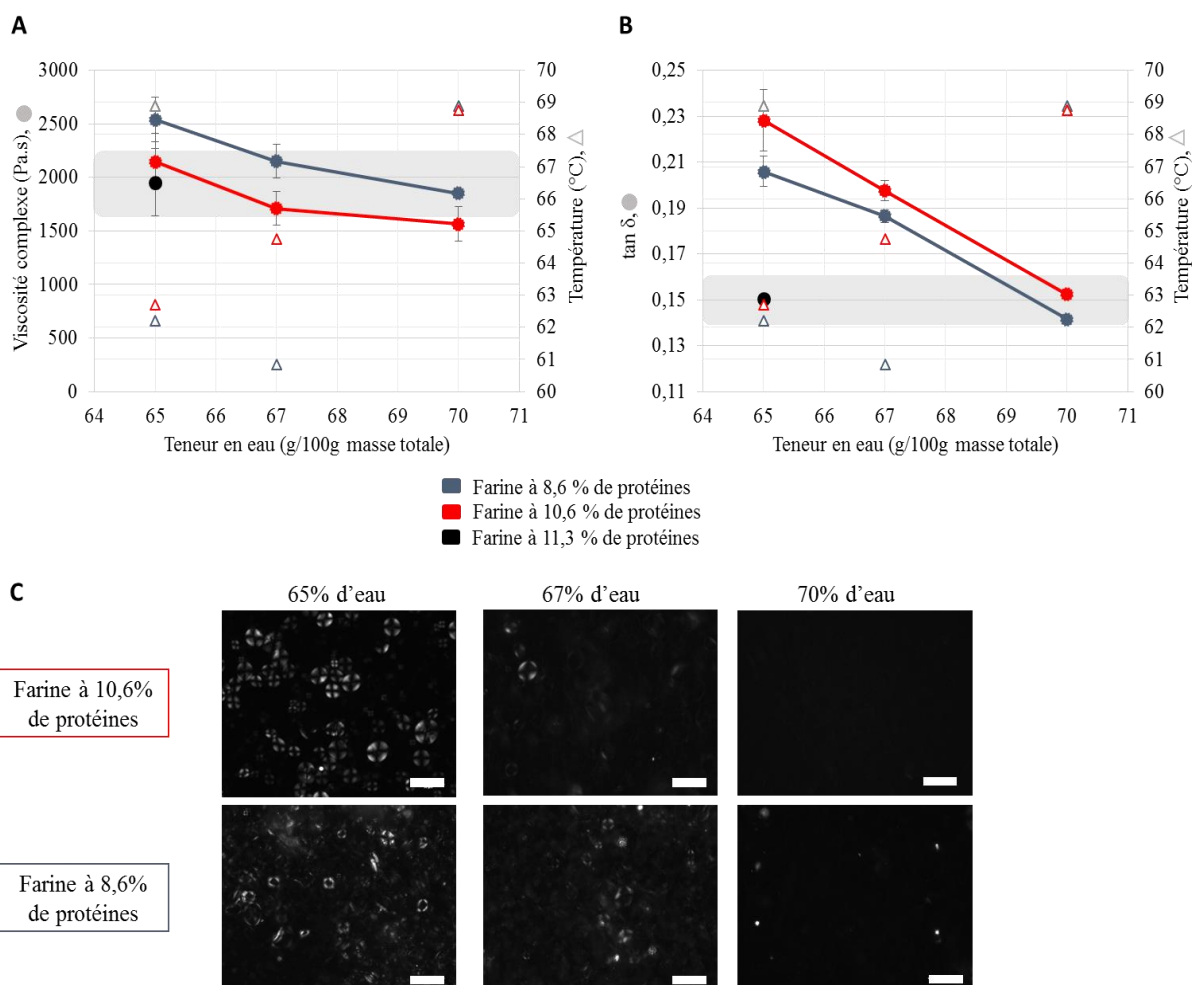 A
B
3000
2500
2000
1500
1000
500
0
Viscosité complexe (Pa.s),
70
69
68
67
66
65
64
63
62
61
60
Température (°C), △
64 65 66 67 68 69 70 71
Teneur en eau (g/100g masse totale)
0,25
0,23
0,21
0,19
0,17
0,15
0,13
0,11
tan δ,
70
69
68
67
66
65
64
63
62
61
60
Température (°C), △
64 65 66 67 68 69 70 71
Teneur en eau (g/100g masse totale)
Farine à 8,6 % de protéines
Farine à 10,6 % de protéines
Farine à 11,3 % de protéines
C
65% d'eau
67% d'eau
70% d'eau
Farine à 10,6%
de protéines
Farine à 8,6%
de protéines